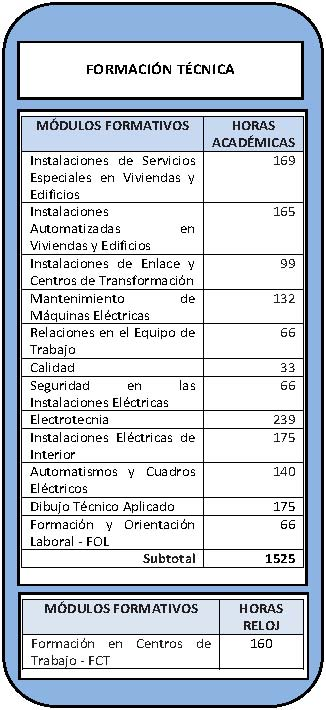 FORMACIÓN TÉCNICA
MÓDULOS FORMATIVOS HORAS
ACADÉMICAS
Instalaciones de Servicios 169
Especiales en Viviendas y
Edificios
Instalaciones 165
Automatizadas en
Viviendas y Edificios
Instalaciones de Enlace y 99
Centros de Transformación
Mantenimiento de 132
Máquinas Eléctricas
Relaciones en el Equipo de 66
Trabajo
Calidad 33
Seguridad en las 66
Instalaciones Eléctricas
Electrotecnia 239
Instalaciones Eléctricas de 175
Interior
Automatismos y Cuadros 140
Eléctricos
Dibujo Técnico Aplicado 175
Formación y Orientación 66
Laboral - FOL
Subtotal 1525
MÓDULOS FORMATIVOS HORAS
RELOJ
Formación en Centros de 160
Trabajo - FCT